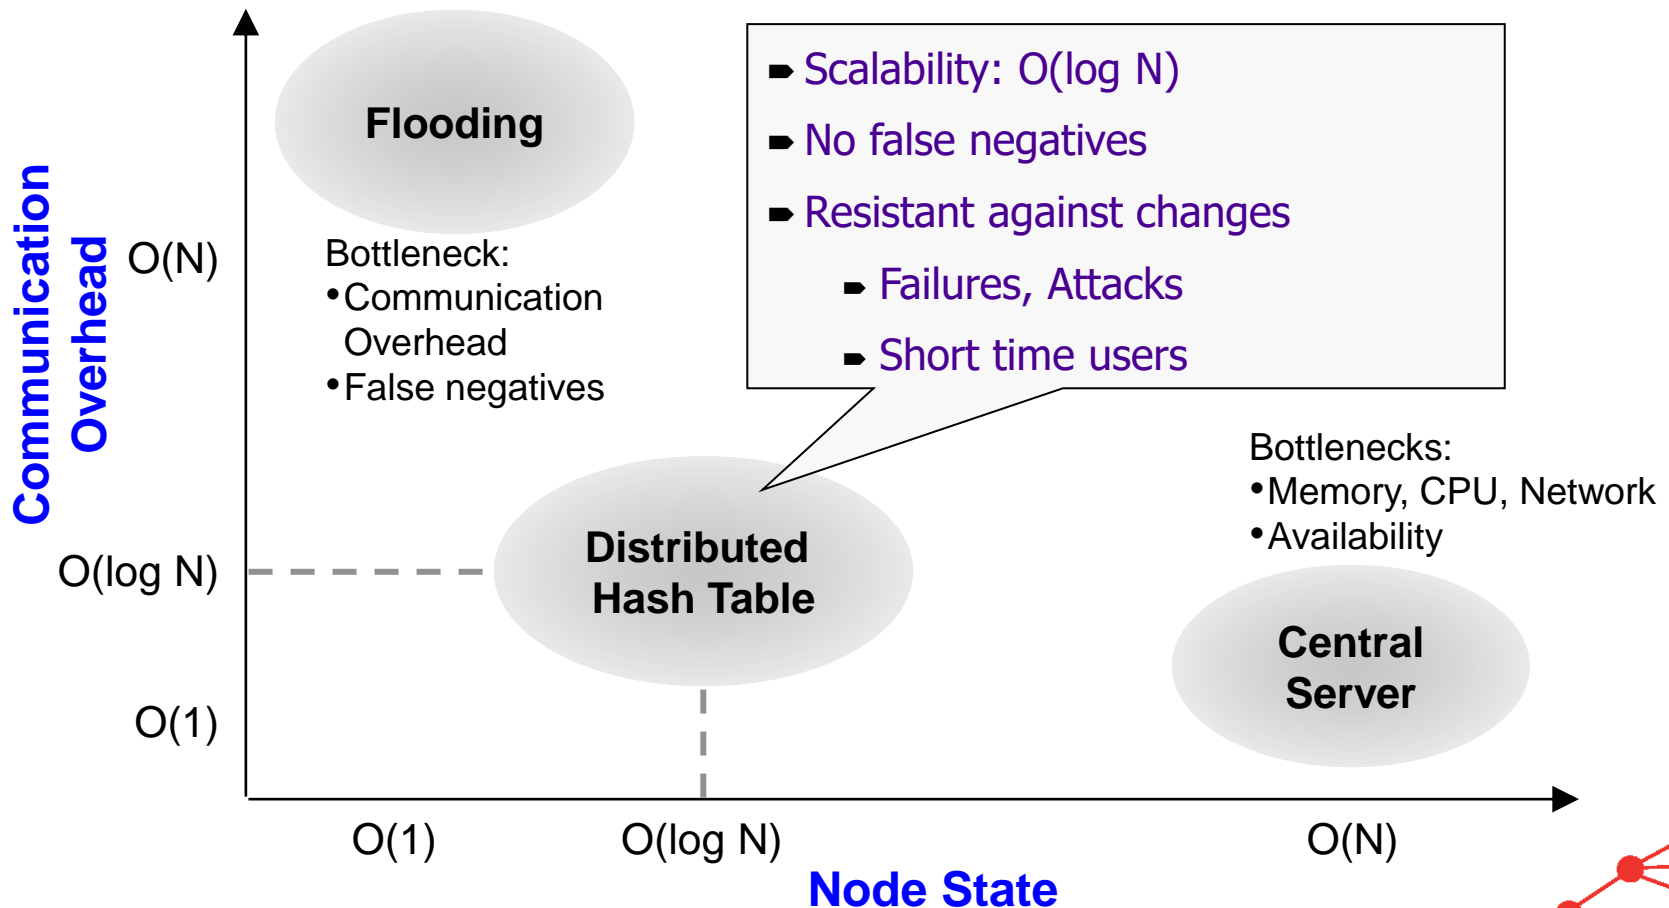 Communication
Overhead
O(N)
O(log N)
O(1)
Flooding
Bottleneck:
•Communication
Overhead
•False negatives
Scalability: O(log N)
No false negatives
Resistant against changes
Failures, Attacks
Short time users
Distributed
Hash Table
Bottlenecks:
•Memory, CPU, Network
•Availability
Central
Server
O(1)
O(log N)
O(N)
Node State